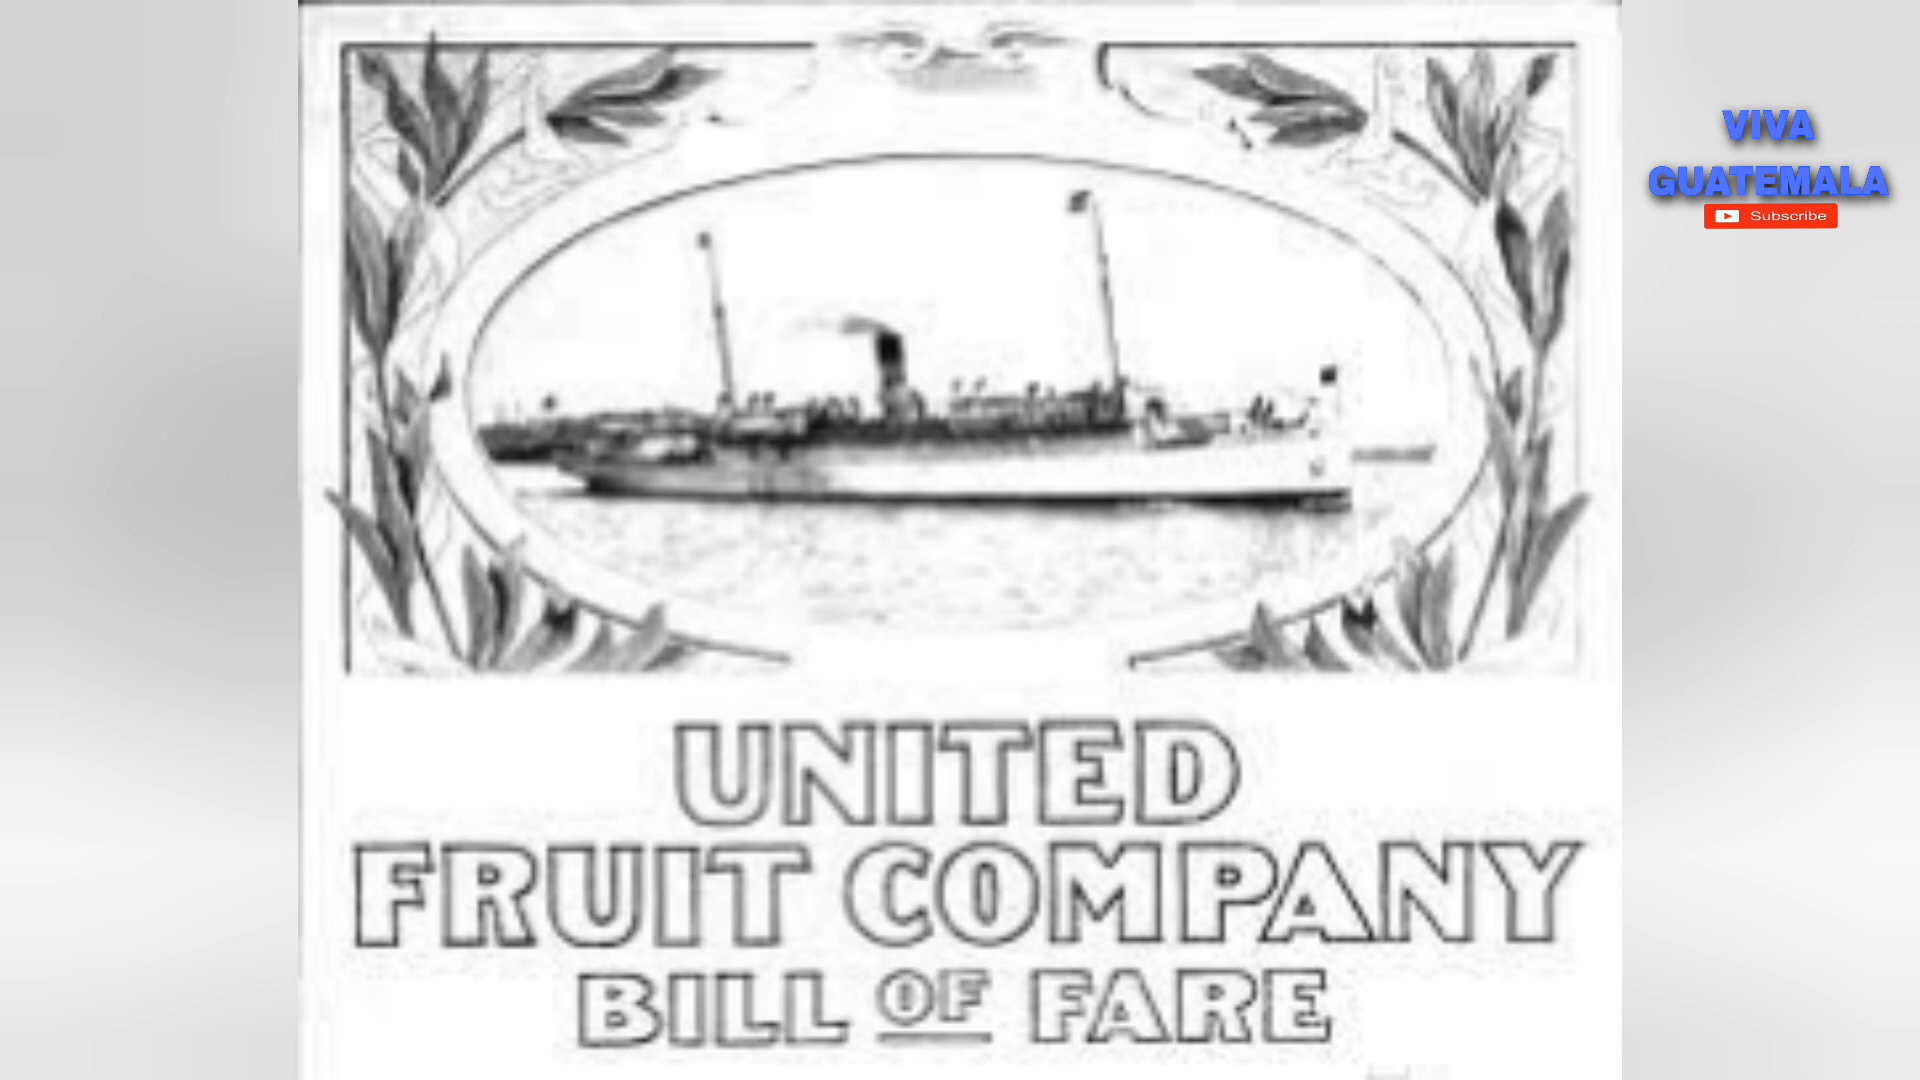 VIVA
GUATEMALA
Subscribe
UNITED
FRUIT COMPANY
BILL OF FARE